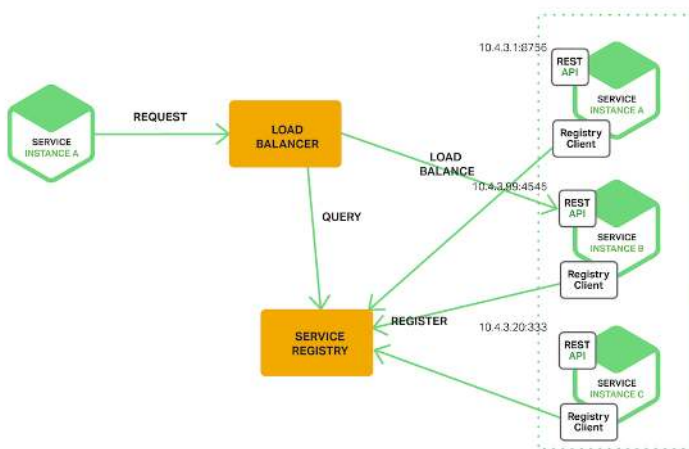 SERVICE
INSTANCE A
REQUEST
LOAD
BALANCER
QUERY
SERVICE
REGISTRY
LOAD
BALANCE
REGISTER
10.4.3.1:8756
REST
API
SERVICE
INSTANCE A
Registry
Client
10.4.3.99:4545
REST
API
SERVICE
INSTANCE B
Registry
Client
10.4.3.20:333
REST
API
SERVICE
INSTANCE C
Registry
Client